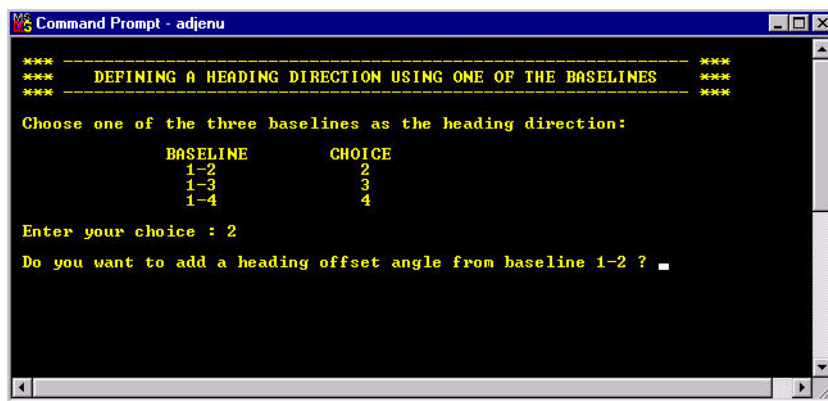 Command Prompt - adjenu
*** ---------------------------------------------------------------- ***
*** DEFINING A HEADING DIRECTION USING ONE OF THE BASELINES ***
*** ---------------------------------------------------------------- ***
Choose one of the three baselines as the heading direction:
BASELINE CHOICE
1-2 2
1-3 3
1-4 4
Enter your choice : 2
Do you want to add a heading offset angle from baseline 1-2 ?